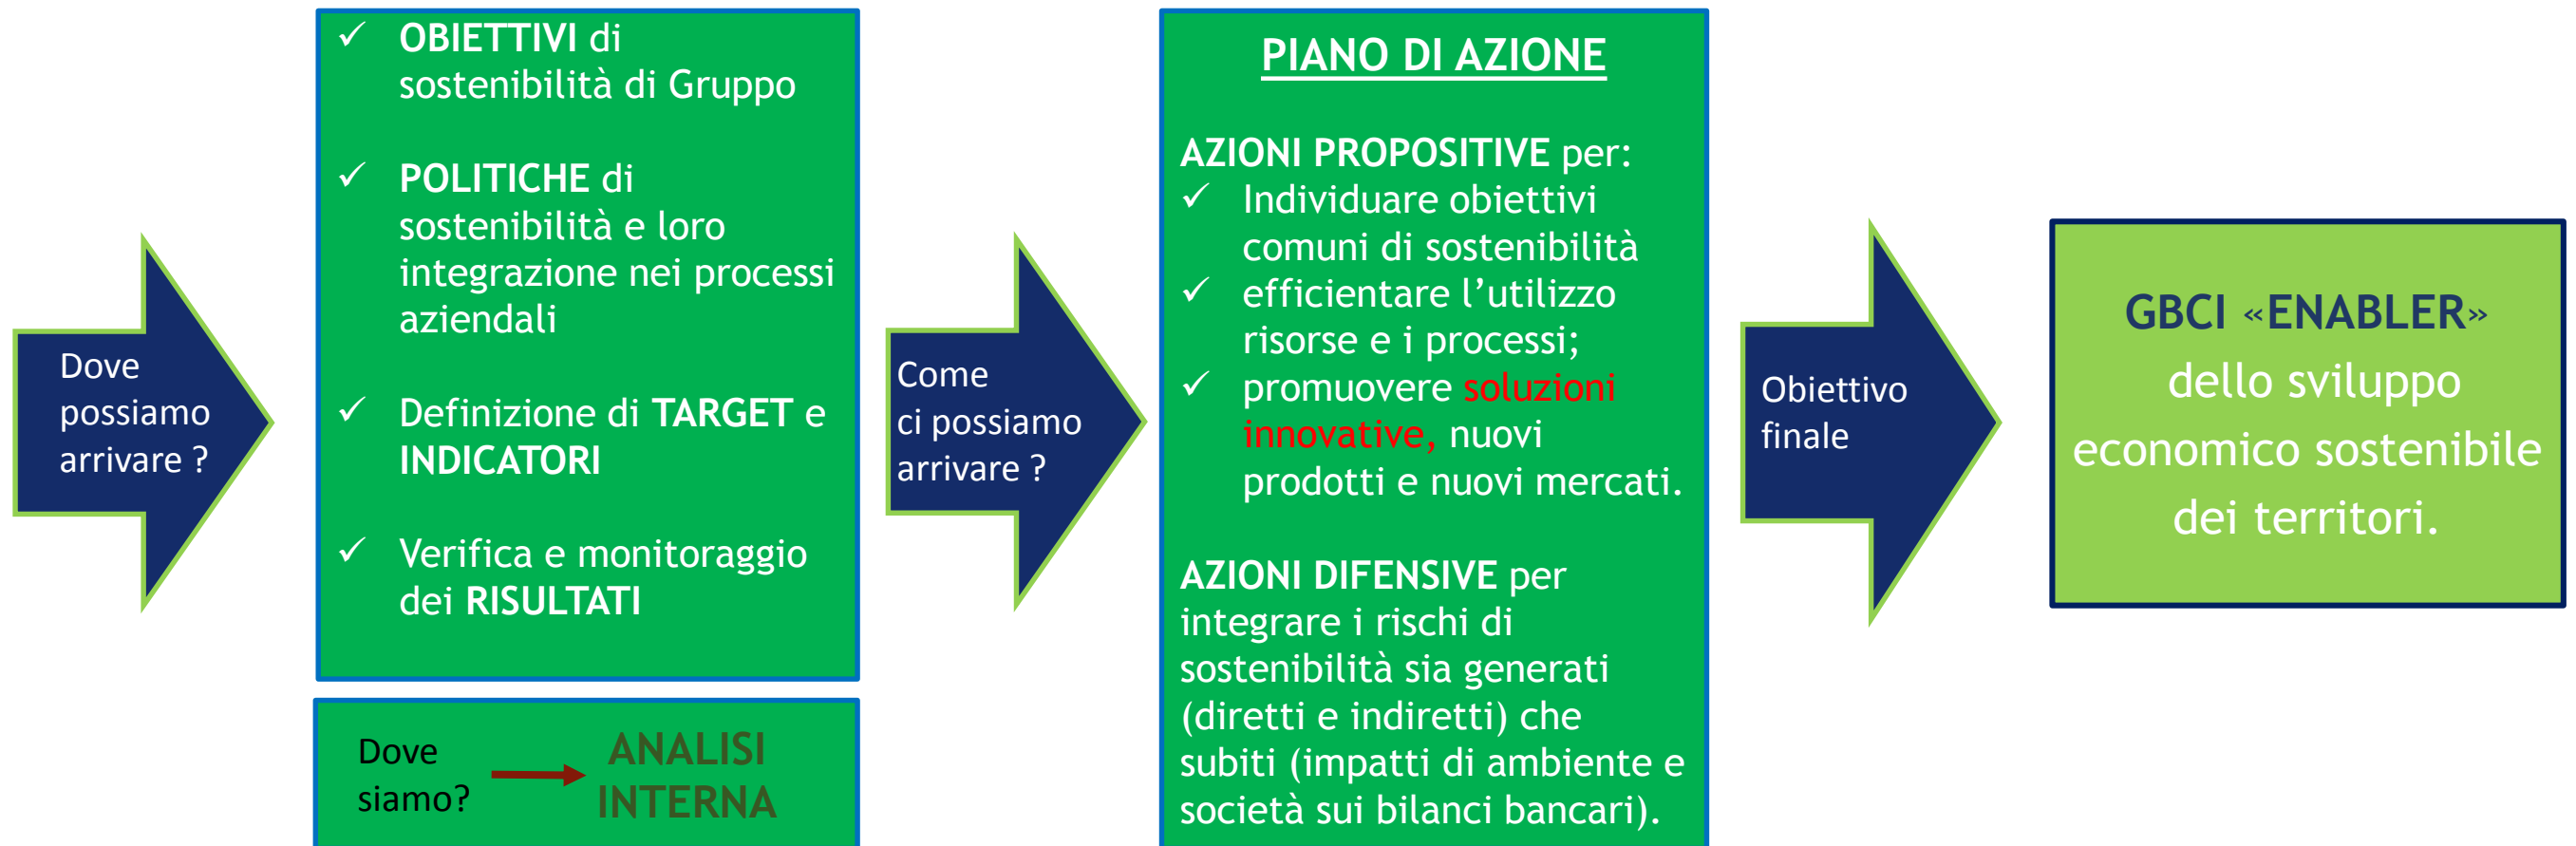 Dove
possiamo
arrivare ?
✓ OBIETTIVI di
sostenibilità di Gruppo
✓ POLITICHE di
sostenibilità e loro
integrazione nei processi
aziendali
✓ Definizione di TARGET e
INDICATORI
✓ Verifica e monitoraggio
dei RISULTATI
Dove
siamo?
ANALISI
INTERNA
Come
ci possiamo
arrivare ?
PIANO DI AZIONE
AZIONI PROPOSITIVE per:
✓ Individuare obiettivi
comuni di sostenibilità
✓ efficientare l’utilizzo
risorse e i processi;
✓ promuovere soluzioni
innovative, nuovi
prodotti e nuovi mercati.
AZIONI DIFENSIVE per
integrare i rischi di
sostenibilità sia generati
(diretti e indiretti) che
subiti (impatti di ambiente e
società sui bilanci bancari).
Obiettivo
finale
GBCI «ENABLER»
dello sviluppo
economico sostenibile
dei territori.